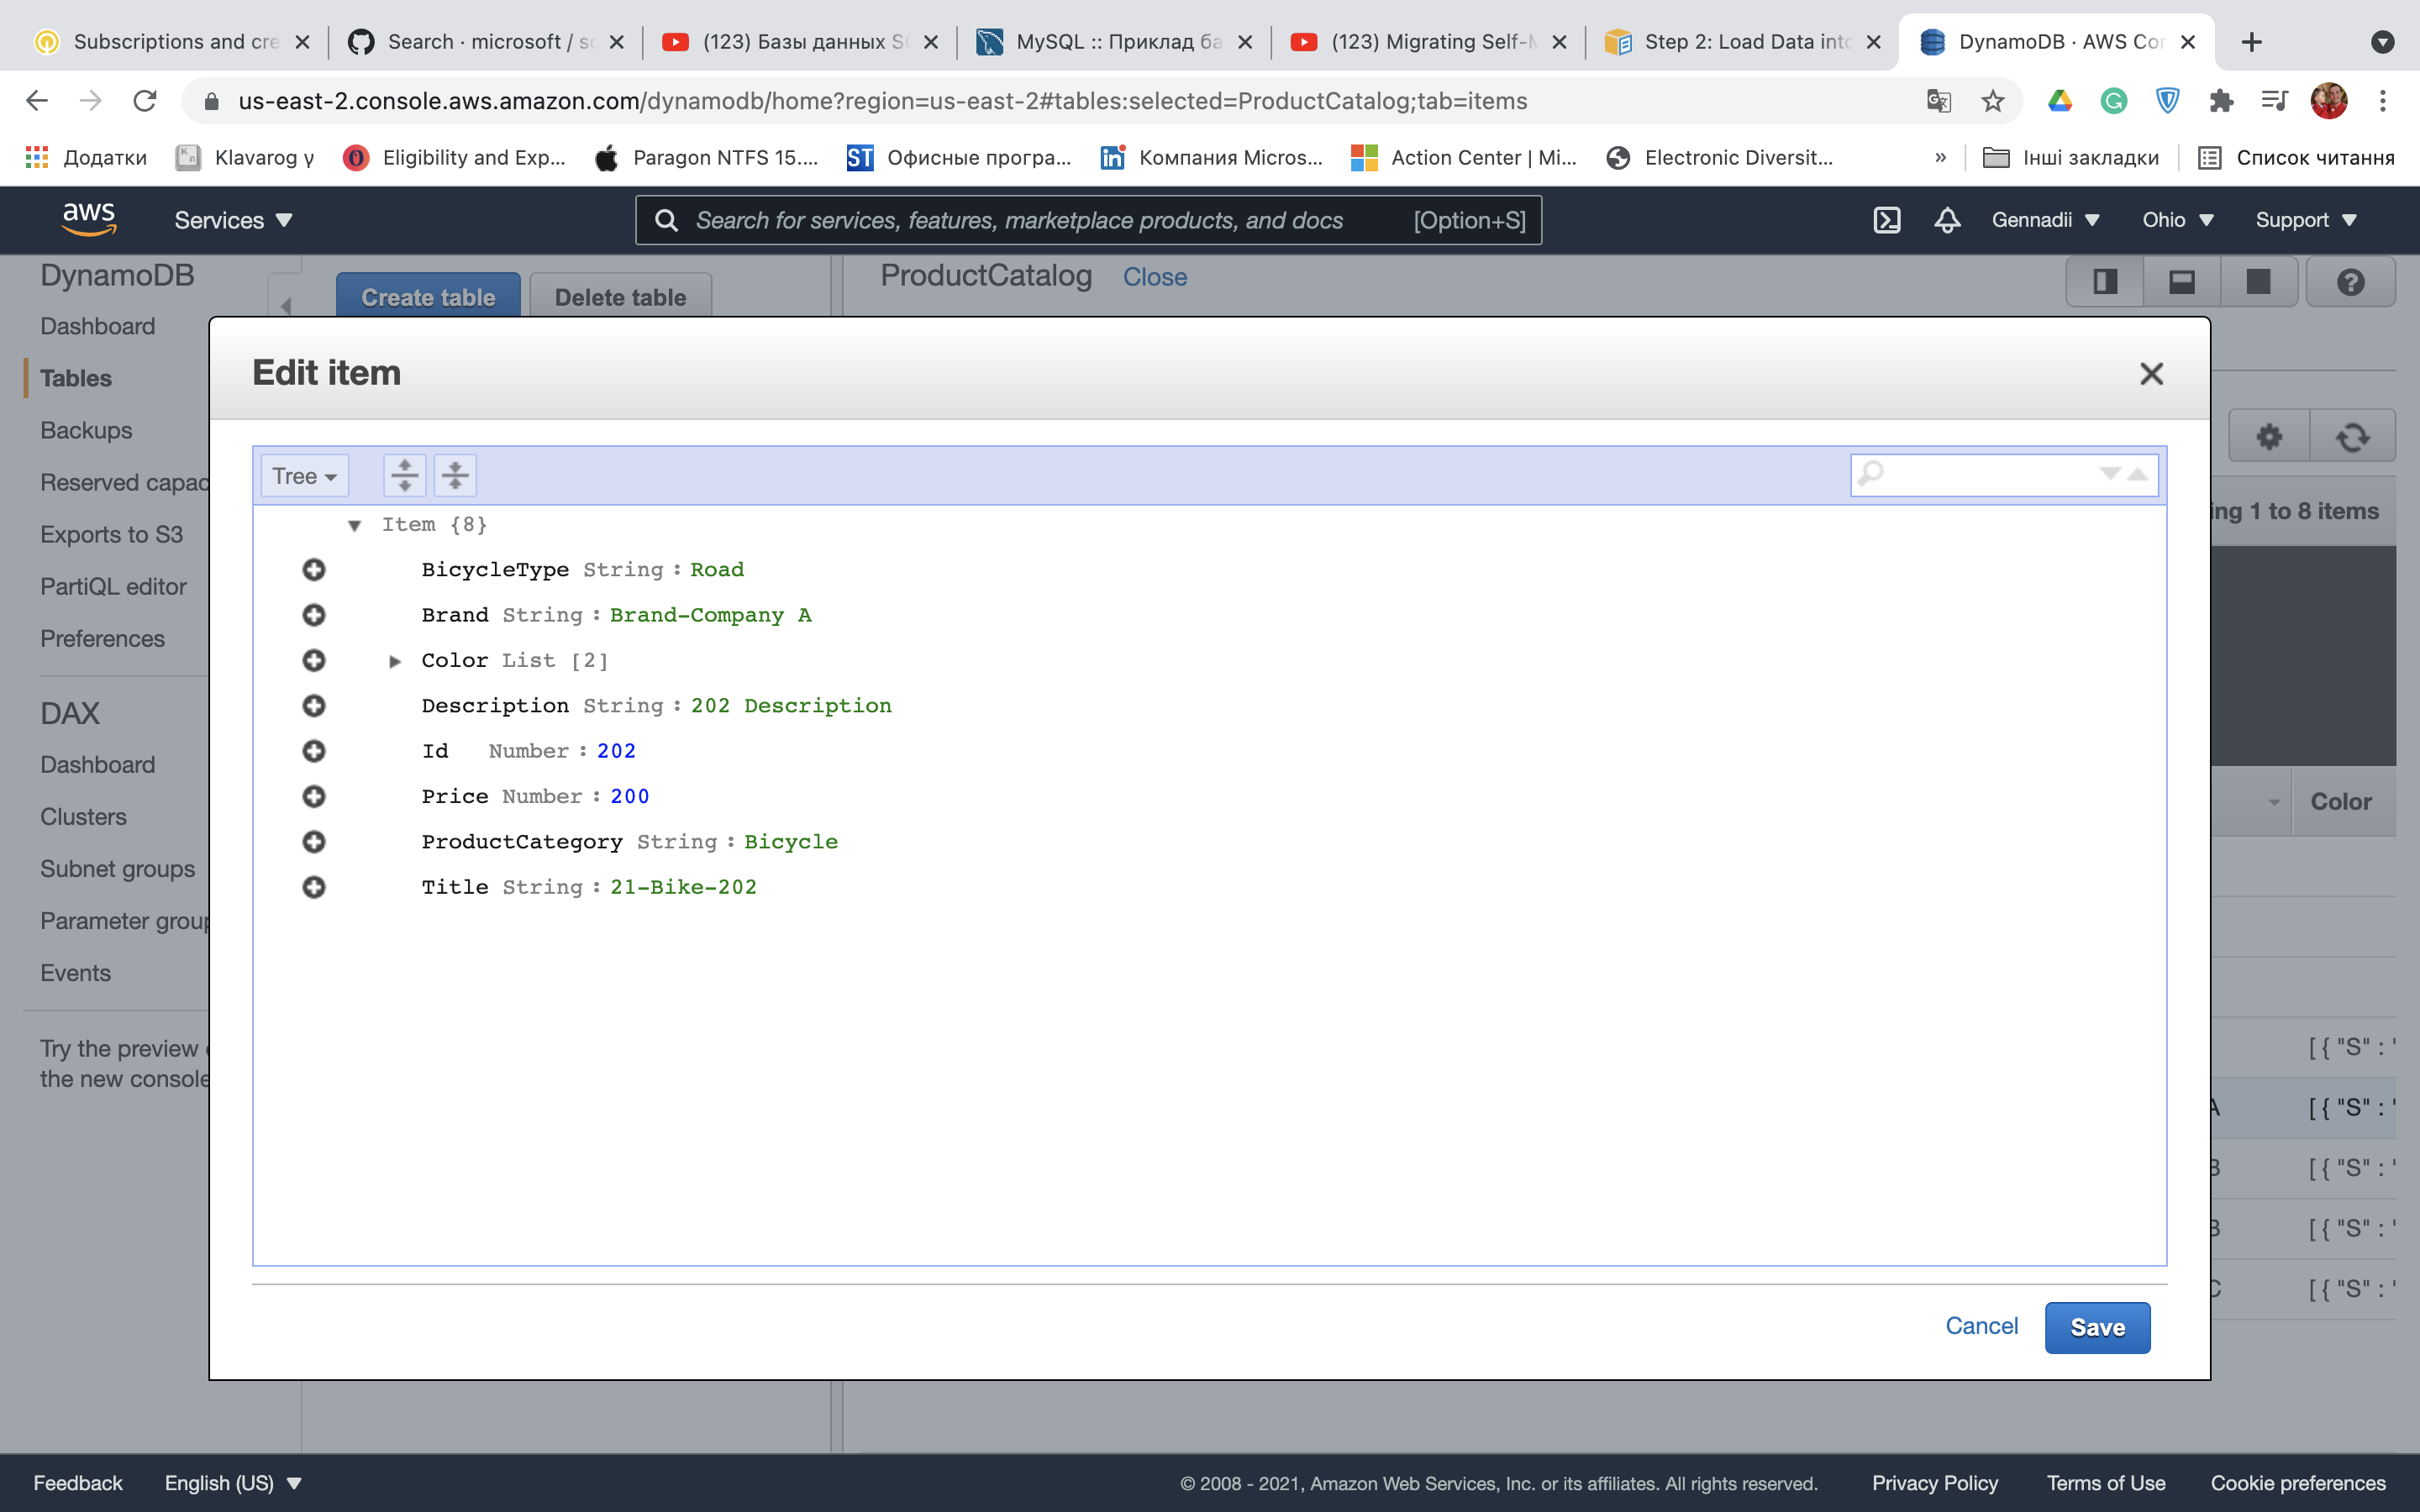 Subscriptions and cre
Search · microsoft / sc
(123) Базы данных S
MySQL :: Приклад ба
(123) Migrating Self-M
Step 2: Load Data into
DynamoDB · AWS Con
us-east-2.console.aws.amazon.com/dynamodb/home?region=us-east-2#tables:selected=ProductCatalog;tab=items
Додатки
Klavarog γ
Eligibility and Exp...
Paragon NTFS 15....
ST Офисные програ...
in Компания Micros...
Action Center | Mi...
Electronic Diversit...
»
Інші закладки
Список читання
aws
Services
Search for services, features, marketplace products, and docs [Option+S]
Gennadii
Ohio
Support
DynamoDB
Create table
Delete table
ProductCatalog Close
Dashboard
Tables
Backups
Reserved capac
Exports to S3
PartiQL editor
Preferences
DAX
Dashboard
Clusters
Subnet groups
Parameter group
Events
Try the preview
the new console
Edit item
Tree
Item {8}
BicycleType String : Road
Brand String : Brand-Company A
Color List [2]
Description String : 202 Description
Id Number : 202
Price Number : 200
ProductCategory String : Bicycle
Title String : 21-Bike-202
Cancel
Save
ing 1 to 8 items
Color
[ { "S" : "
A [ { "S" : "
B [ { "S" : "
B [ { "S" : "
C [ { "S" : "
Feedback
English (US)
© 2008 - 2021, Amazon Web Services, Inc. or its affiliates. All rights reserved.
Privacy Policy
Terms of Use
Cookie preferences